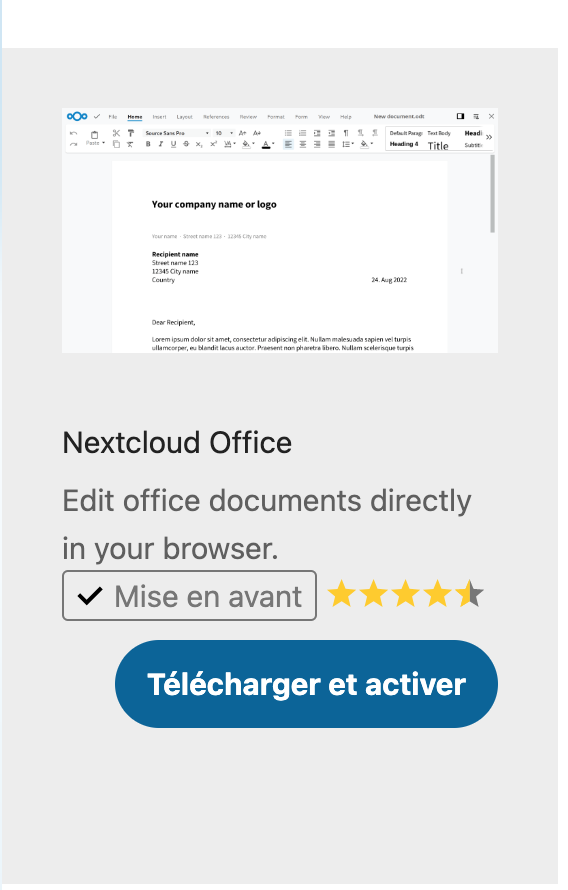 File Home Insert Layout References Review Format Form View Help New document.odt
Source Sans Pro 10 A+ A+ Default Paragr Text Body Headi
Paste B I U S X₂ X² A Heading 4 Title Subtitl
Your company name or logo
Your name - Street name 123 - 12345 City name
Recipient name
Street name 123
12345 City name
Country 24. Aug 2022
Dear Recipient,
Lorem ipsum dolor sit amet, consectetur adipiscing elit. Nullam malesuada sapien vel turpis
ullamcorper, eu blandit lacus auctor. Praesent non pharetra libero. Nullam scelerisque turpis
Nextcloud Office
Edit office documents directly
in your browser.
Mise en avant
Télécharger et activer